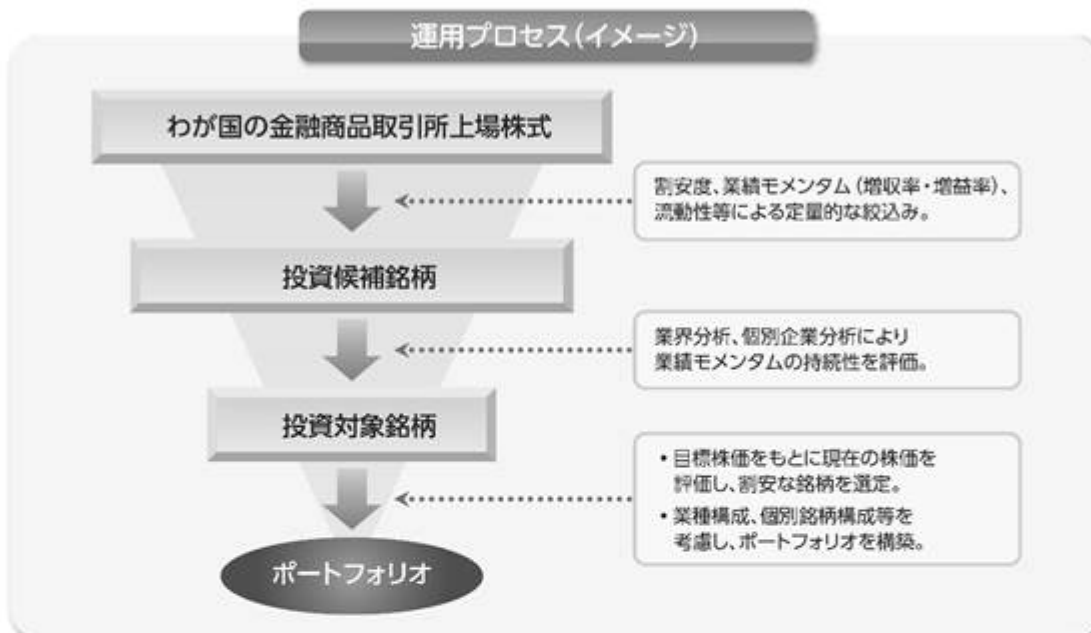 運用プロセス(イメージ)
わが国の金融商品取引所上場株式
割安度、業績モメンタム(増収率・増益率)、
流動性等による定量的な絞込み。
投資候補銘柄
業界分析、個別企業分析により
業績モメンタムの持続性を評価。
投資対象銘柄
・目標株価をもとに現在の株価を
評価し、割安な銘柄を選定。
・業種構成、個別銘柄構成等を
考慮し、ポートフォリオを構築。
ポートフォリオ